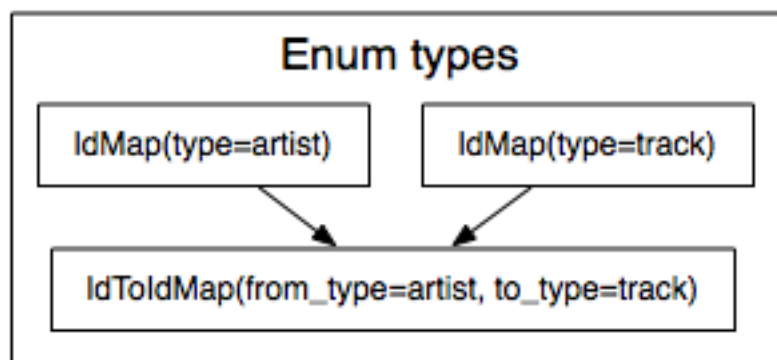 Enum types
IdMap(type=artist)
IdMap(type=track)
IdToIdMap(from_type=artist, to_type=track)